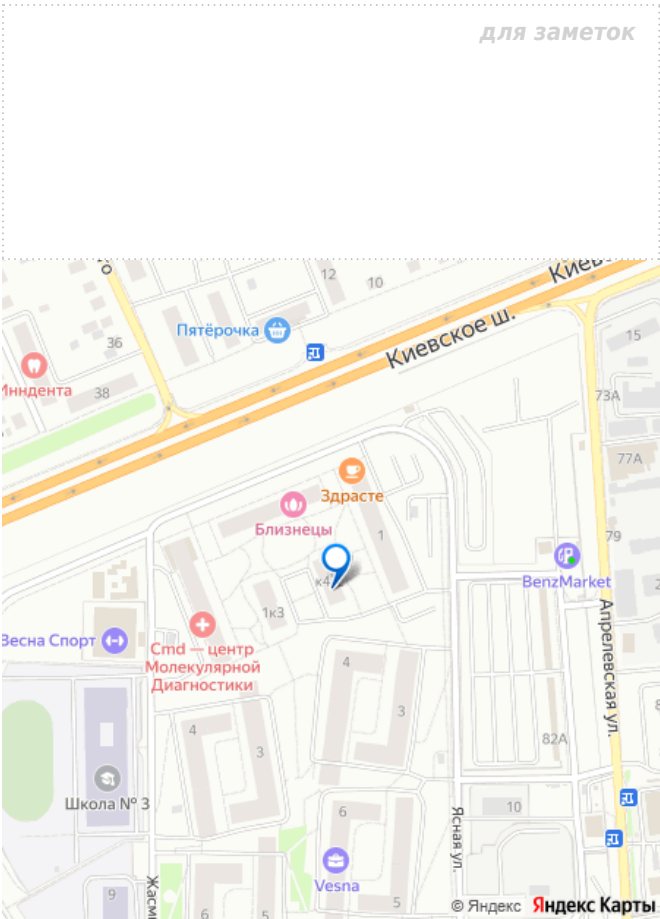 для заметок
Киевское ш.
12
10
Пятёрочка
36
15
Инндента
38
73А
77А
Здрасте
Близнецы
1
79
к4
BenzMarket
1к3
Весна Спорт
Cmd — центр
Молекулярной
Диагностики
Апрелевская ул.
4
3
4
3
82А
Школа № 3
6
10
Ясная ул.
Vesna
9
5
6
5
© Яндекс Яндекс Карты